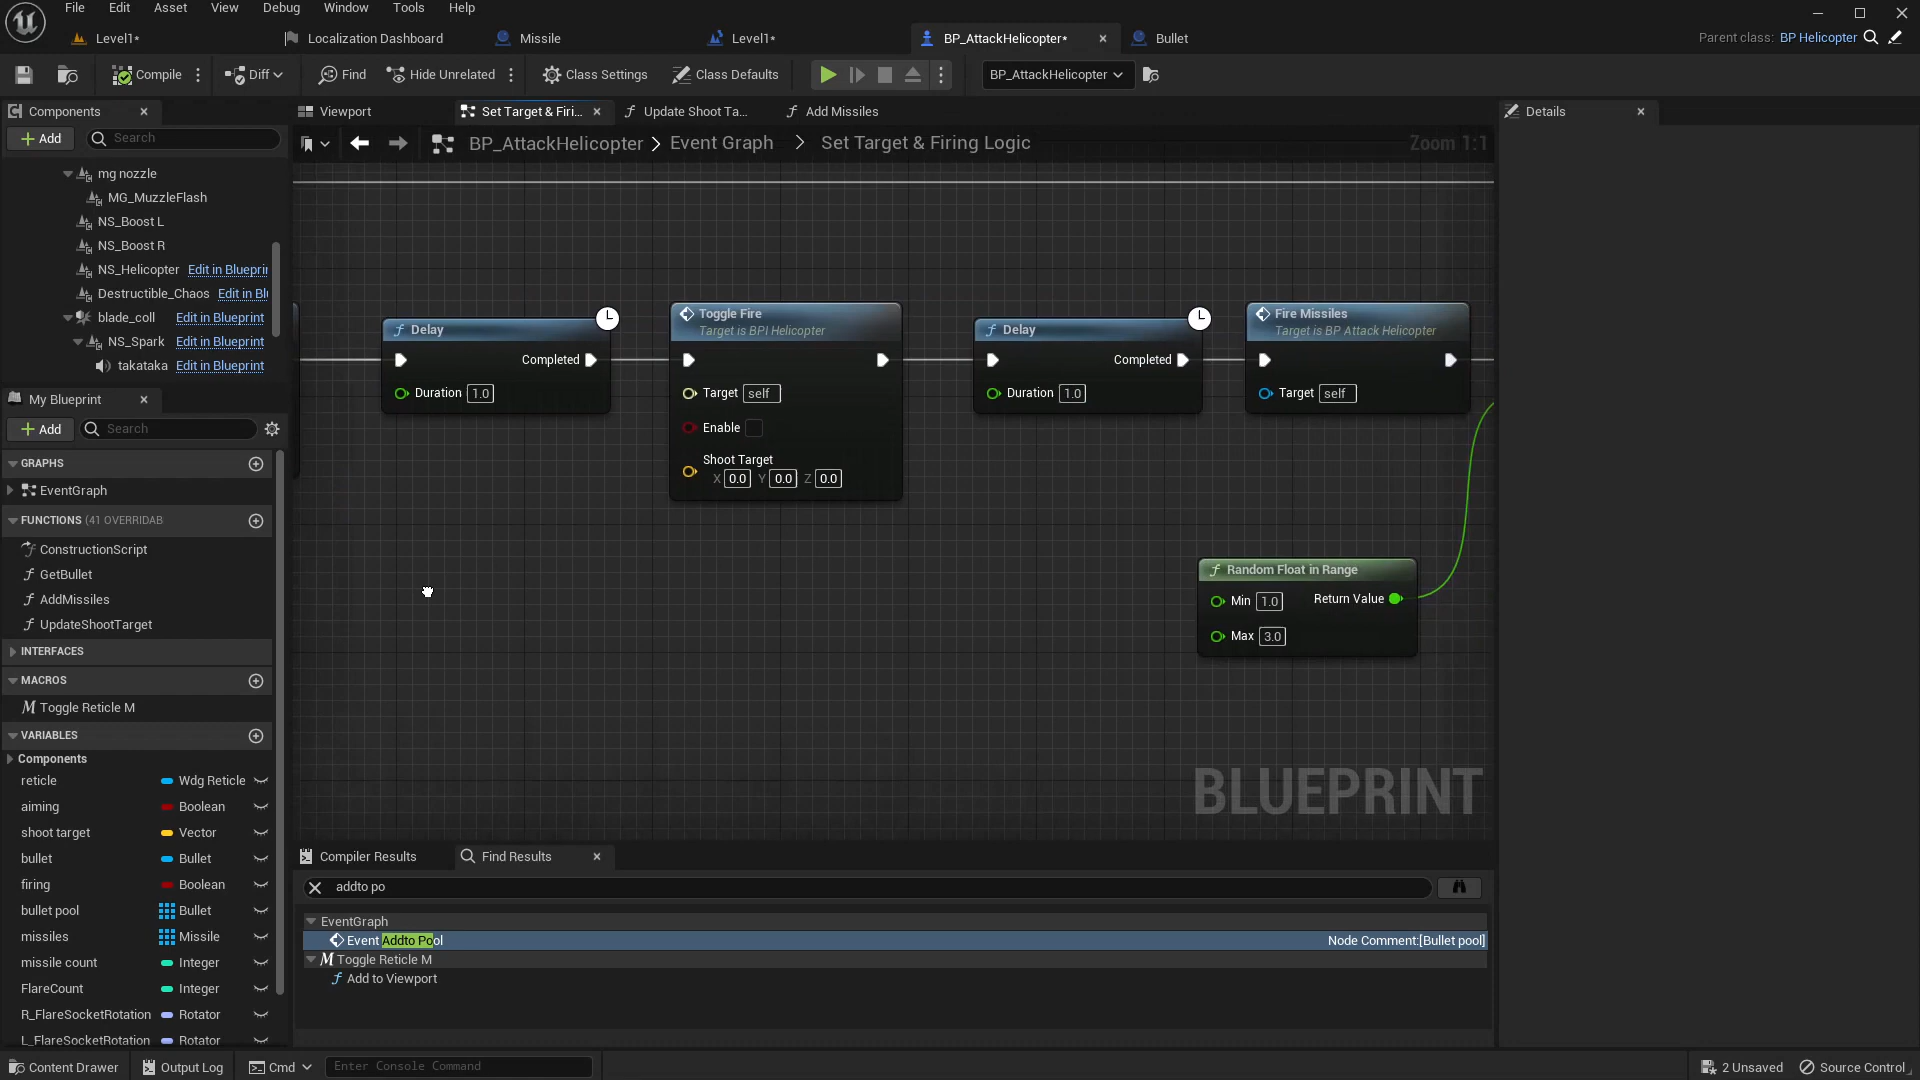 File Edit Asset View Debug Window Tools Help
Level1* Localization Dashboard Missile Level1* BP_AttackHelicopter* × Bullet Parent class: BP Helicopter
Compile Diff Find Hide Unrelated Class Settings Class Defaults BP_AttackHelicopter
Components × Viewport Set Target & Firi... × Update Shoot Ta... Add Missiles Details ×
+ Add Search BP_AttackHelicopter > Event Graph > Set Target & Firing Logic Zoom 1:1
mg nozzle
MG_MuzzleFlash
NS_Boost L
NS_Boost R
NS_Helicopter Edit in Blueprin
Destructible_Chaos Edit in Bl
blade_coll Edit in Blueprint
NS_Spark Edit in Blueprint
takataka Edit in Blueprint
My Blueprint ×
+ Add Search
GRAPHS
EventGraph
FUNCTIONS (41 OVERRIDAB
ConstructionScript
GetBullet
AddMissiles
UpdateShootTarget
INTERFACES
MACROS
Toggle Reticle M
VARIABLES
Components
reticle Wdg Reticle
aiming Boolean
shoot target Vector
bullet Bullet
firing Boolean
bullet pool Bullet
missiles Missile
missile count Integer
FlareCount Integer
R_FlareSocketRotation Rotator
L_FlareSocketRotation Rotator
Delay
Completed
Duration 1.0
Toggle Fire
Target is BPI Helicopter
Target self
Enable
Shoot Target
X 0.0 Y 0.0 Z 0.0
Delay
Completed
Duration 1.0
Fire Missiles
Target is BP Attack Helicopter
Target self
Random Float in Range
Min 1.0 Return Value
Max 3.0
BLUEPRINT
Compiler Results Find Results ×
addto po
EventGraph
Event Addto Pool Node Comment:[Bullet pool]
Toggle Reticle M
Add to Viewport
Content Drawer Output Log Cmd Enter Console Command 2 Unsaved Source Control